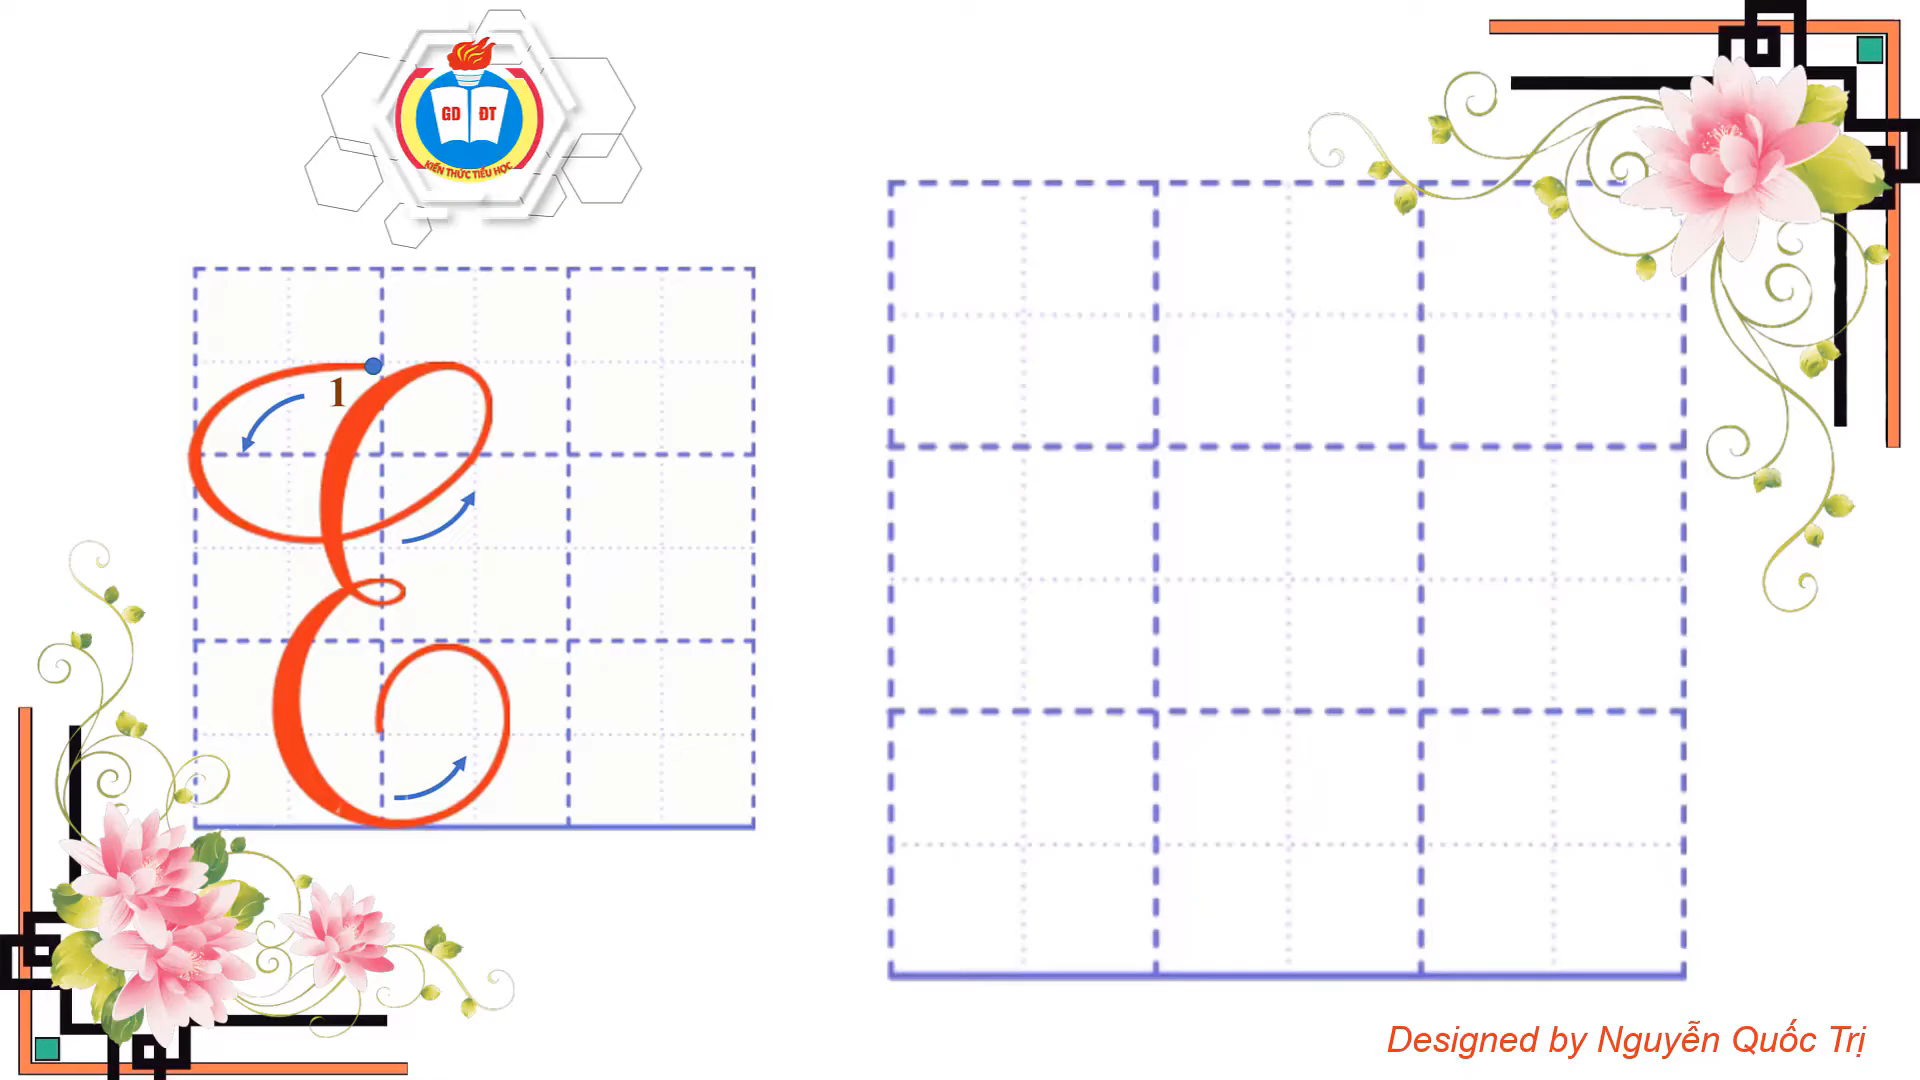 GD ĐT
KIẾN THỨC TIỂU HỌC
1
E
Designed by Nguyễn Quốc Trị